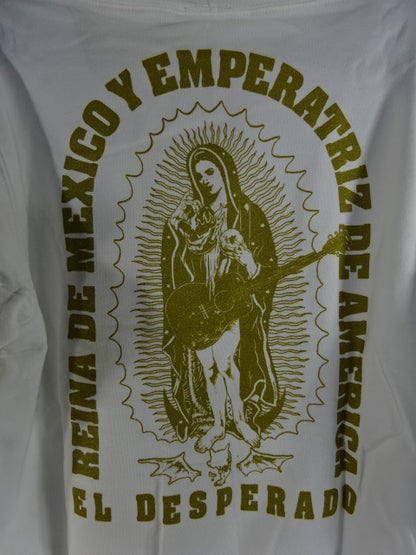 REINA DE MEXICO Y EMPERATRIZ DE AMERICA
EL DESPERADO